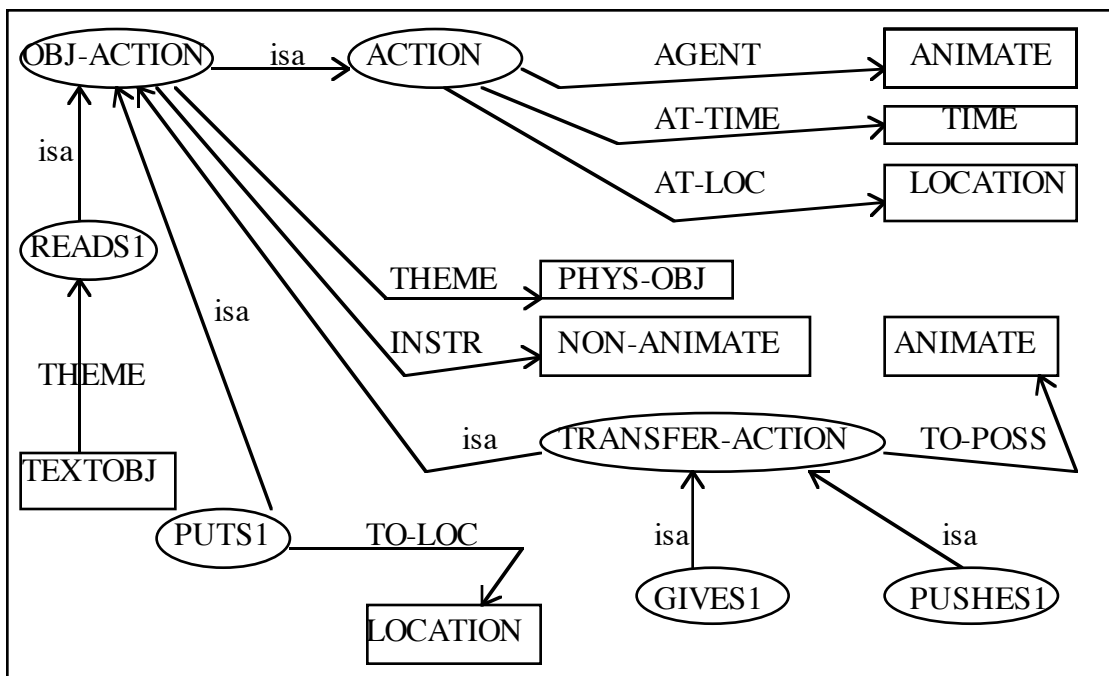 OBJ-ACTION isa ACTION AGENT ANIMATE
AT-TIME TIME
isa AT-LOC LOCATION
READS1
THEME PHYS-OBJ
isa
INSTR NON-ANIMATE ANIMATE
THEME
isa TRANSFER-ACTION TO-POSS
TEXTOBJ
PUTS1 TO-LOC isa isa
GIVES1 PUSHES1
LOCATION